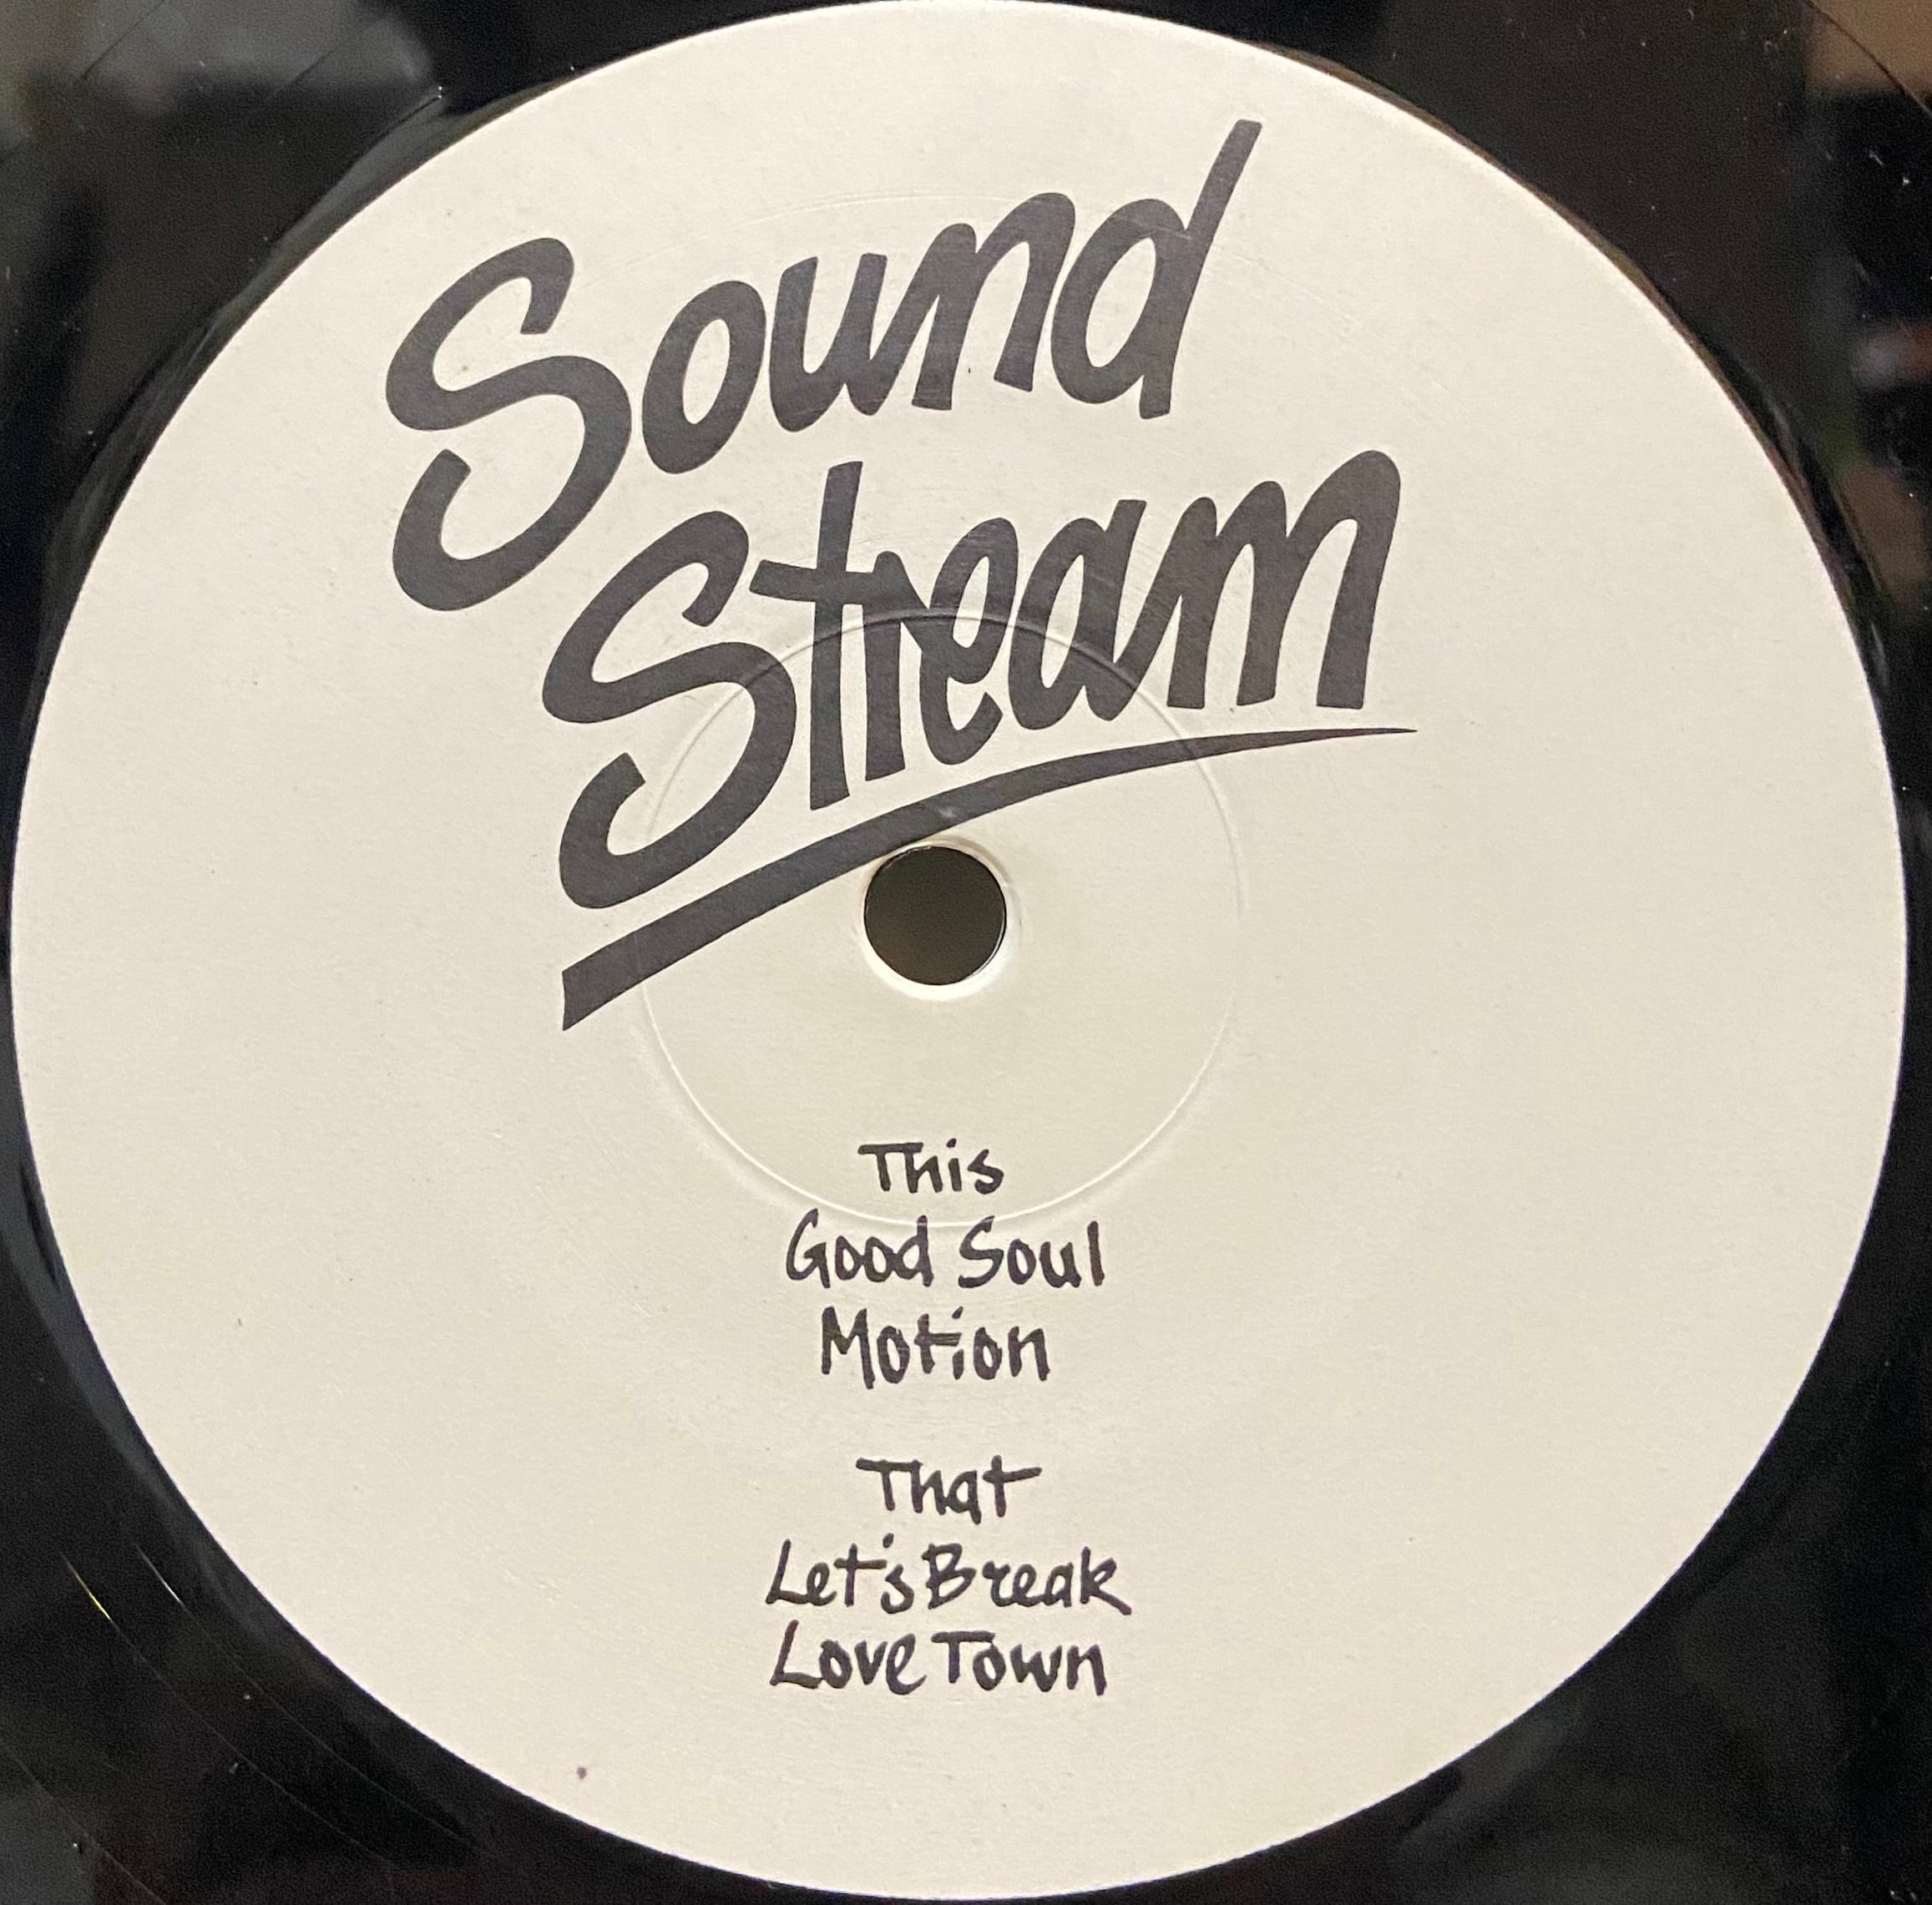 Sound
Stream
This
Good Soul
Motion
That
Let's Break
Love Town